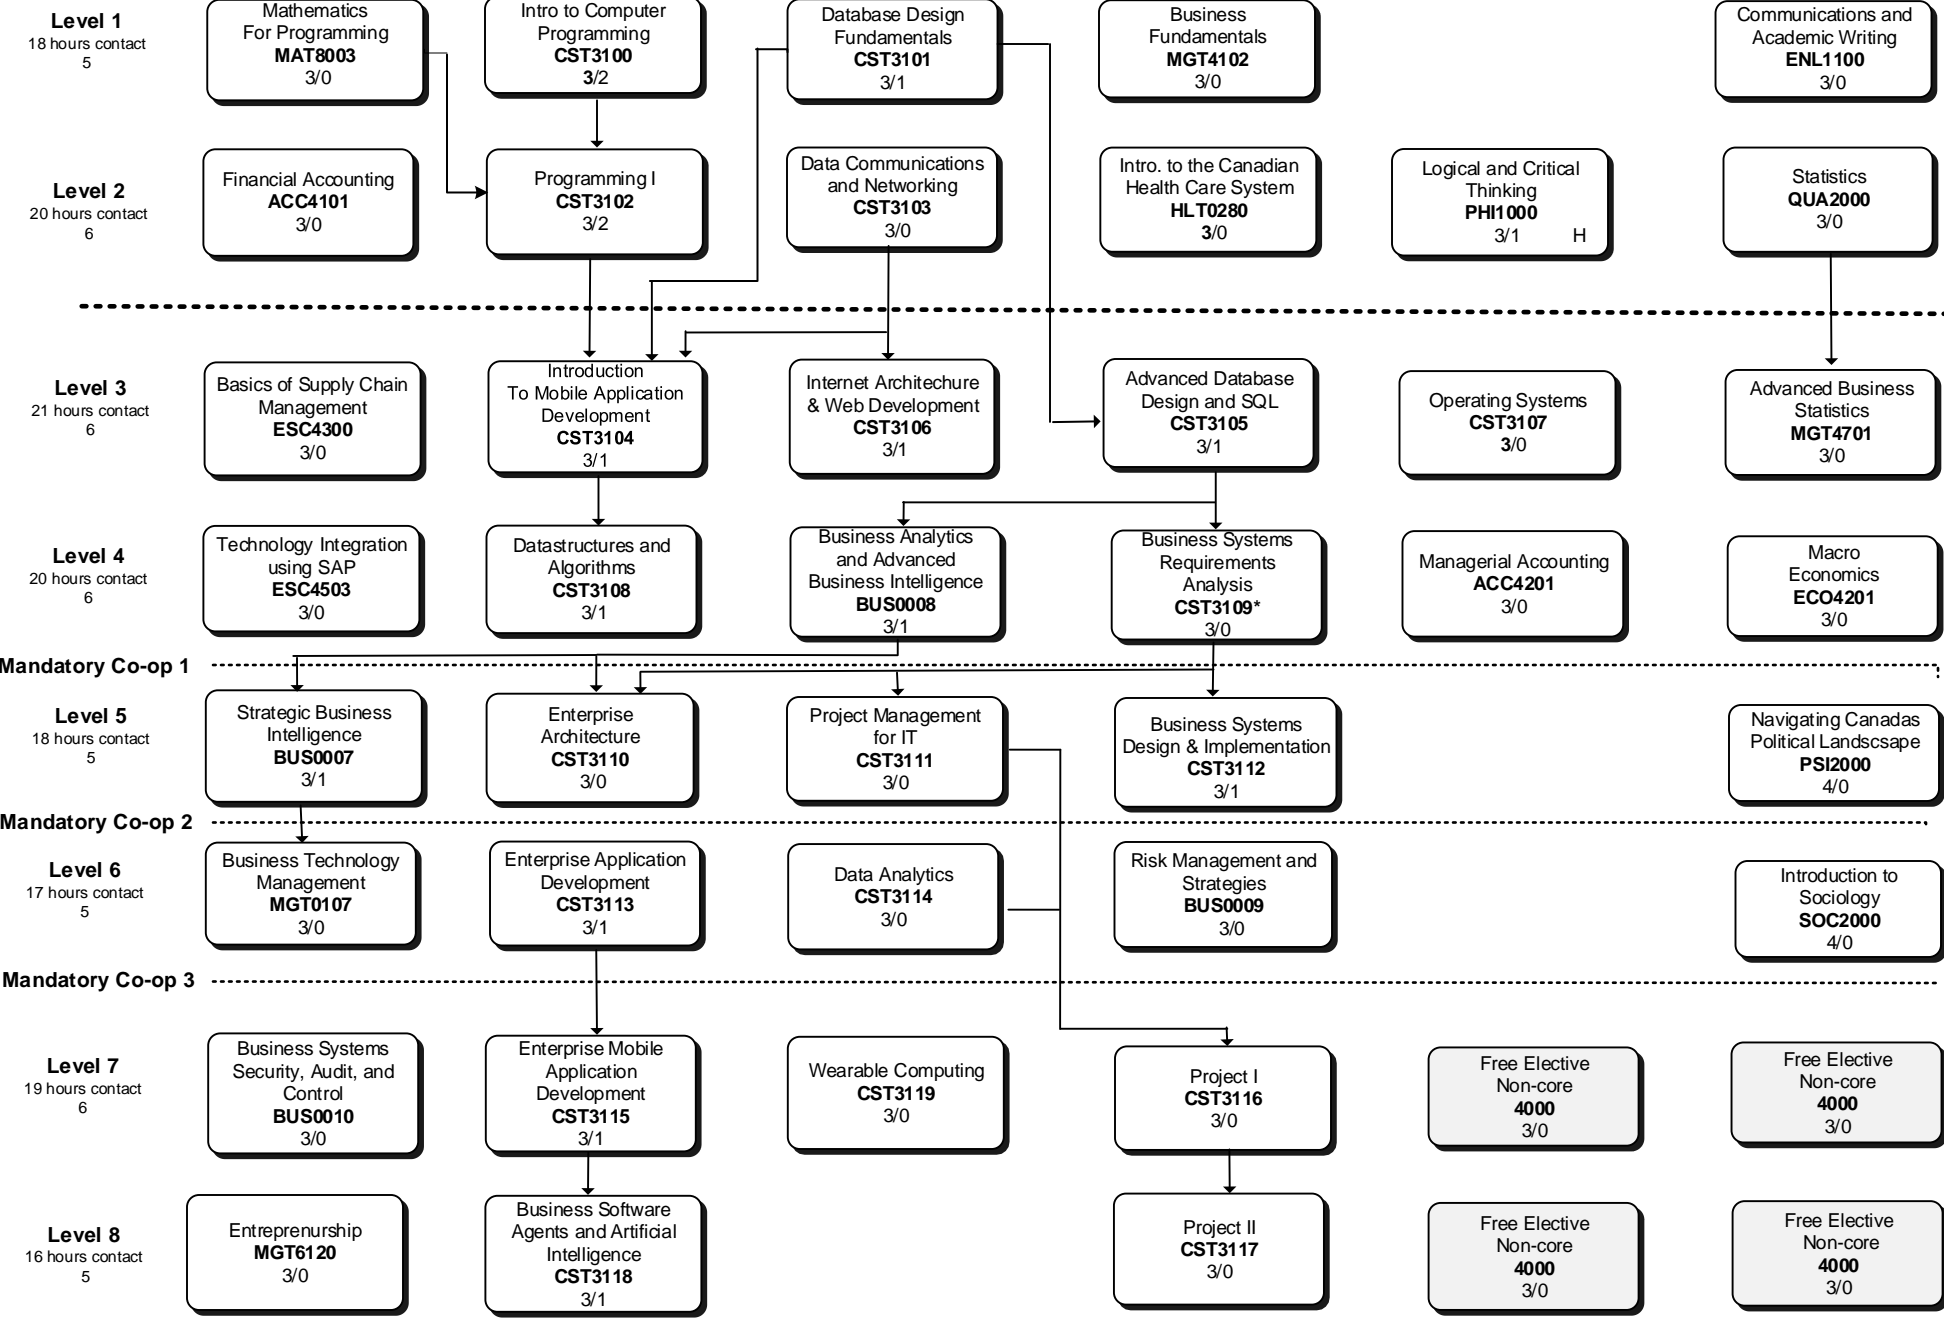 Level 1
18 hours contact
5
Mathematics
For Programming
MAT8003
3/0
Intro to Computer
Programming
CST3100
3/2
Database Design
Fundamentals
CST3101
3/1
Business
Fundamentals
MGT4102
3/0
Communications and
Academic Writing
ENL1100
3/0
Level 2
20 hours contact
6
Financial Accounting
ACC4101
3/0
Programming I
CST3102
3/2
Data Communications
and Networking
CST3103
3/0
Intro. to the Canadian
Health Care System
HLT0280
3/0
Logical and Critical
Thinking
PHI1000
3/1 H
Statistics
QUA2000
3/0
Level 3
21 hours contact
6
Basics of Supply Chain
Management
ESC4300
3/0
Introduction
To Mobile Application
Development
CST3104
3/1
Internet Architechure
& Web Development
CST3106
3/1
Advanced Database
Design and SQL
CST3105
3/1
Operating Systems
CST3107
3/0
Advanced Business
Statistics
MGT4701
3/0
Level 4
20 hours contact
6
Technology Integration
using SAP
ESC4503
3/0
Datastructures and
Algorithms
CST3108
3/1
Business Analytics
and Advanced
Business Intelligence
BUS0008
3/1
Business Systems
Requirements
Analysis
CST3109*
3/0
Managerial Accounting
ACC4201
3/0
Macro
Economics
ECO4201
3/0
Mandatory Co-op 1
Level 5
18 hours contact
5
Strategic Business
Intelligence
BUS0007
3/1
Enterprise
Architecture
CST3110
3/0
Project Management
for IT
CST3111
3/0
Business Systems
Design & Implementation
CST3112
3/1
Navigating Canadas
Political Landscsape
PSI2000
4/0
Mandatory Co-op 2
Level 6
17 hours contact
5
Business Technology
Management
MGT0107
3/0
Enterprise Application
Development
CST3113
3/1
Data Analytics
CST3114
3/0
Risk Management and
Strategies
BUS0009
3/0
Introduction to
Sociology
SOC2000
4/0
Mandatory Co-op 3
Level 7
19 hours contact
6
Business Systems
Security, Audit, and
Control
BUS0010
3/0
Enterprise Mobile
Application
Development
CST3115
3/1
Wearable Computing
CST3119
3/0
Project I
CST3116
3/0
Free Elective
Non-core
4000
3/0
Free Elective
Non-core
4000
3/0
Level 8
16 hours contact
5
Entreprenurship
MGT6120
3/0
Business Software
Agents and Artificial
Intelligence
CST3118
3/1
Project II
CST3117
3/0
Free Elective
Non-core
4000
3/0
Free Elective
Non-core
4000
3/0